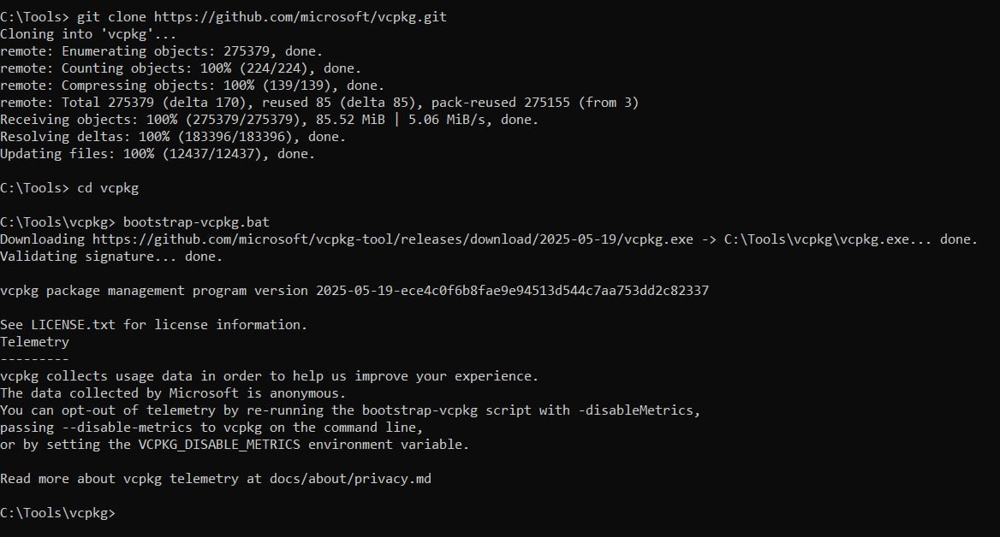 C:\Tools> git clone https://github.com/microsoft/vcpkg.git
Cloning into 'vcpkg'...
remote: Enumerating objects: 275379, done.
remote: Counting objects: 100% (224/224), done.
remote: Compressing objects: 100% (139/139), done.
remote: Total 275379 (delta 170), reused 85 (delta 85), pack-reused 275155 (from 3)
Receiving objects: 100% (275379/275379), 85.52 MiB | 5.06 MiB/s, done.
Resolving deltas: 100% (183396/183396), done.
Updating files: 100% (12437/12437), done.
C:\Tools> cd vcpkg
C:\Tools\vcpkg> bootstrap-vcpkg.bat
Downloading https://github.com/microsoft/vcpkg-tool/releases/download/2025-05-19/vcpkg.exe -> C:\Tools\vcpkg\vcpkg.exe... done.
Validating signature... done.
vcpkg package management program version 2025-05-19-ece4c0f6b8fae9e94513d544c7aa753dd2c82337
See LICENSE.txt for license information.
Telemetry
---------
vcpkg collects usage data in order to help us improve your experience.
The data collected by Microsoft is anonymous.
You can opt-out of telemetry by re-running the bootstrap-vcpkg script with -disableMetrics,
passing --disable-metrics to vcpkg on the command line,
or by setting the VCPKG_DISABLE_METRICS environment variable.
Read more about vcpkg telemetry at docs/about/privacy.md
C:\Tools\vcpkg>